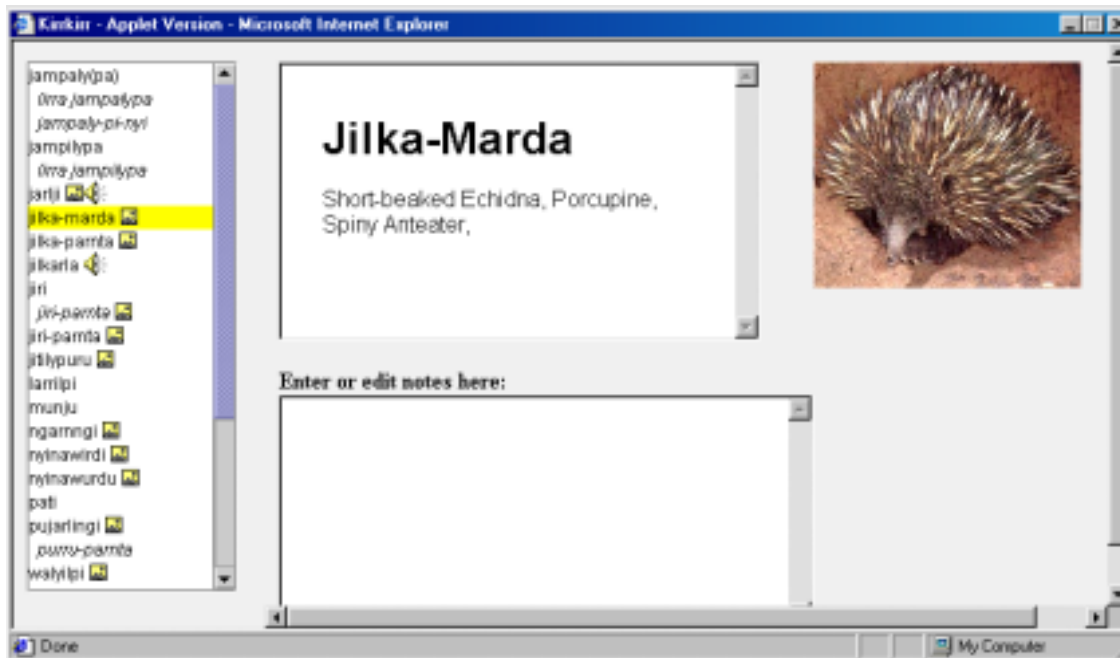 Kirrkirr - Applet Version - Microsoft Internet Explorer
jampaly(pa)
lirra jampalypa
jampaly-pi-nyi
jampilypa
lirra jampilypa
jarlji
jilka-marda
jilka-parnta
jilkarla
jiri
jiri-parnta
jiri-parnta
jitilypuru
larrilpi
munju
ngarnngi
nyinawirdi
nyinawurdu
pati
pujarlingi
purru-parnta
walyilpi
Jilka-Marda
Short-beaked Echidna, Porcupine,
Spiny Anteater,
Enter or edit notes here:
Done
My Computer